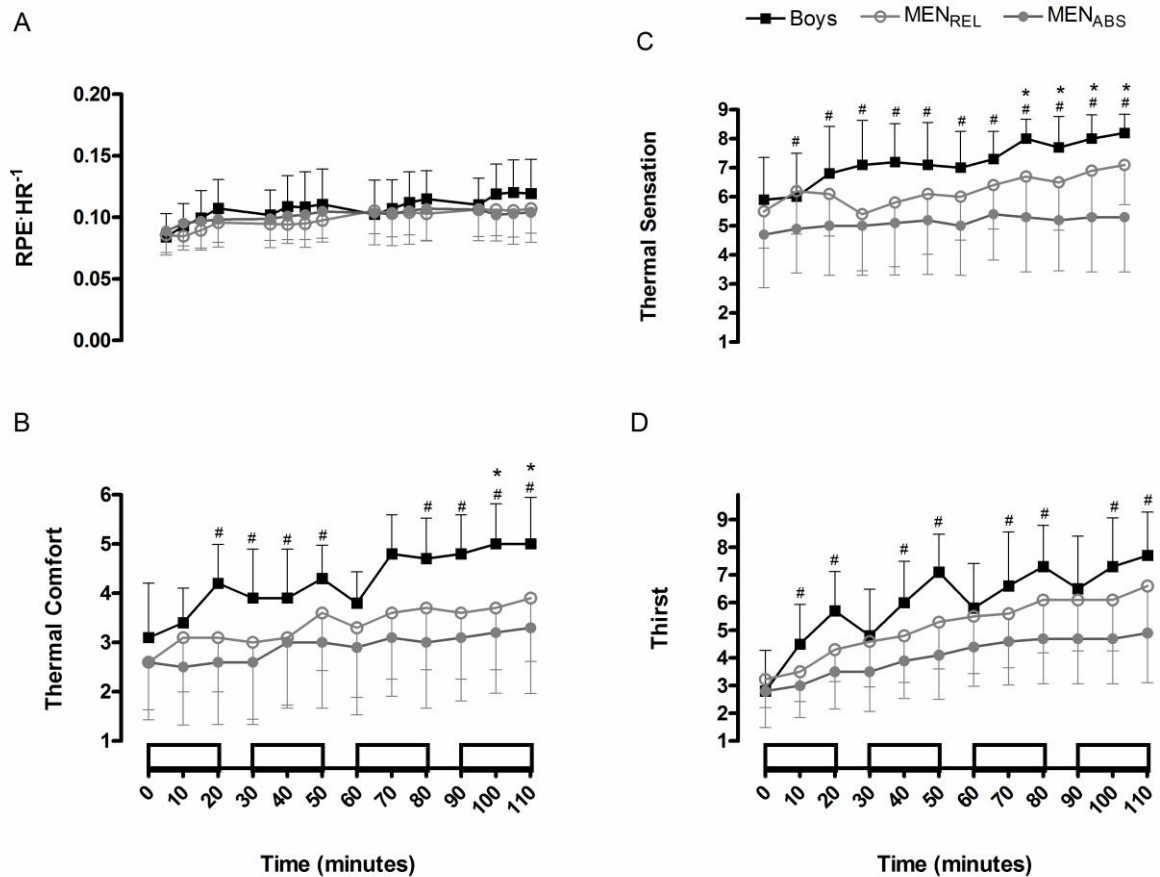 Boys MEN_REL MEN_ABS
A
0.20
0.15
0.10
0.05
0.00
RPE·HR⁻¹
C
9
8
7
6
5
4
3
2
1
Thermal Sensation
# # # # # # # # # # #
* * * *
B
6
5
4
3
2
1
Thermal Comfort
# # # # # # # #
* *
0 10 20 30 40 50 60 70 80 90 100 110
Time (minutes)
D
9
8
7
6
5
4
3
2
1
Thirst
# # # # # # # #
0 10 20 30 40 50 60 70 80 90 100 110
Time (minutes)